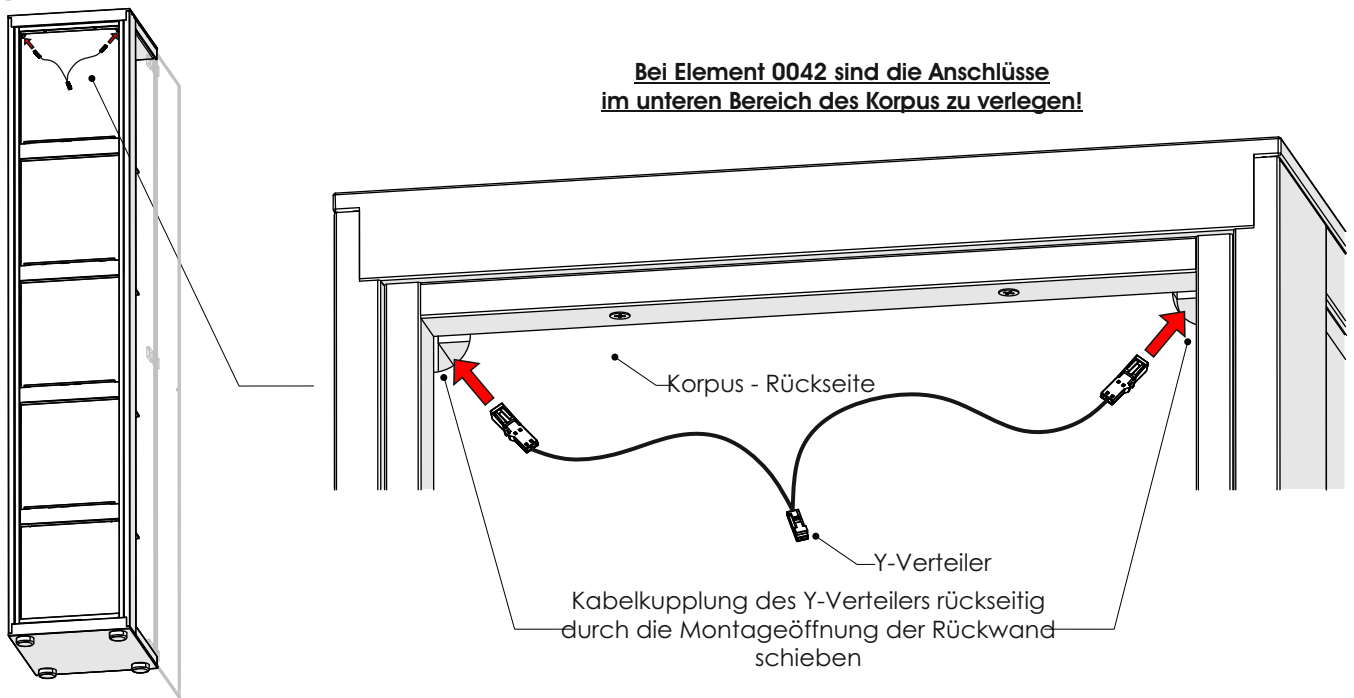 Bei Element 0042 sind die Anschlüsse
im unteren Bereich des Korpus zu verlegen!
Korpus - Rückseite
Y-Verteiler
Kabelkupplung des Y-Verteilers rückseitig
durch die Montageöffnung der Rückwand
schieben